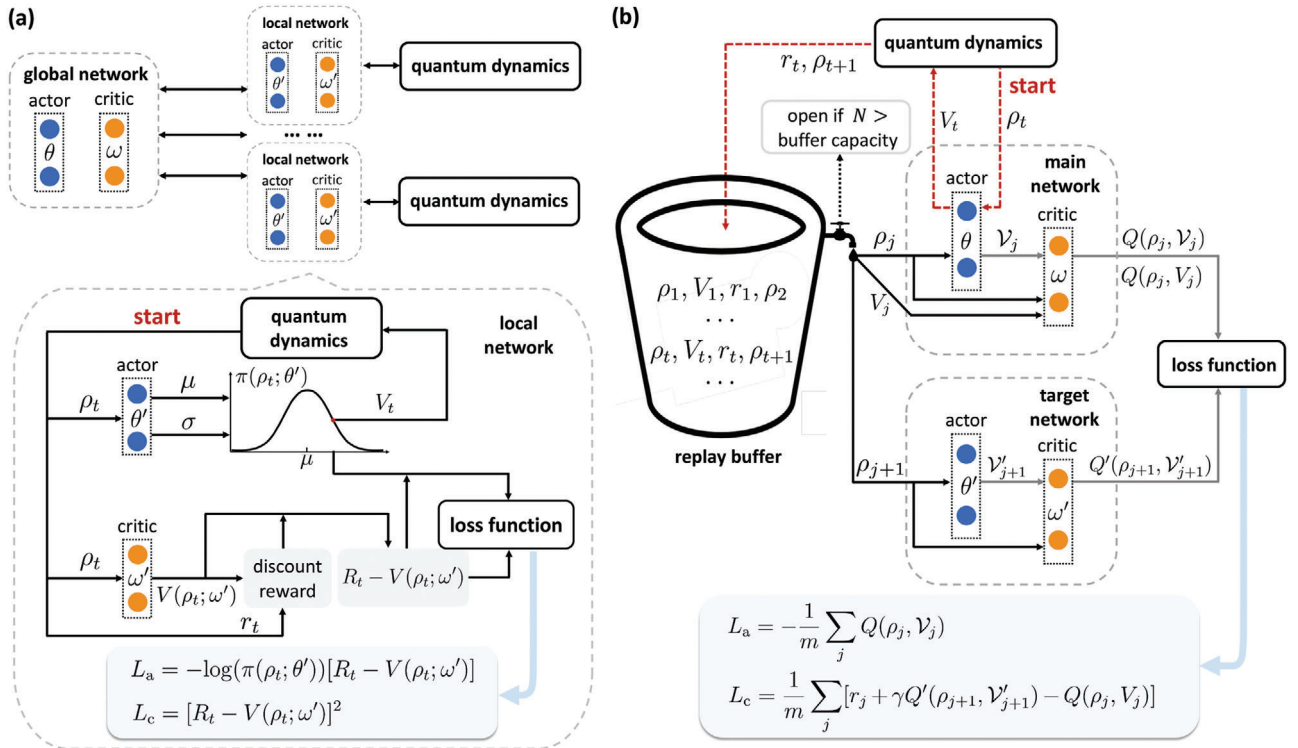 (a)
global network
actor critic
θ ω
local network
actor critic
θ′ ω′
quantum dynamics
... ...
local network
actor critic
θ′ ω′
quantum dynamics
start
quantum
dynamics
local
network
actor
ρ_t
θ′
μ
σ
π(ρ_t; θ′)
μ
V_t
critic
ρ_t
ω′
V(ρ_t; ω′)
r_t
discount
reward
R_t − V(ρ_t; ω′)
loss function
L_a = −log(π(ρ_t; θ′))[R_t − V(ρ_t; ω′)]
L_c = [R_t − V(ρ_t; ω′)]²
(b)
quantum dynamics
r_t, ρ_{t+1}
start
V_t
ρ_t
open if N >
buffer capacity
main
network
actor
θ
critic
ω
ρ_j
𝒱_j
V_j
Q(ρ_j, 𝒱_j)
Q(ρ_j, V_j)
ρ_1, V_1, r_1, ρ_2
...
ρ_t, V_t, r_t, ρ_{t+1}
...
replay buffer
loss function
target
network
actor
θ′
critic
ω′
ρ_{j+1}
𝒱′_{j+1}
Q′(ρ_{j+1}, 𝒱′_{j+1})
L_a = −1/m ∑_j Q(ρ_j, 𝒱_j)
L_c = 1/m ∑_j [r_j + γQ′(ρ_{j+1}, 𝒱′_{j+1}) − Q(ρ_j, V_j)]